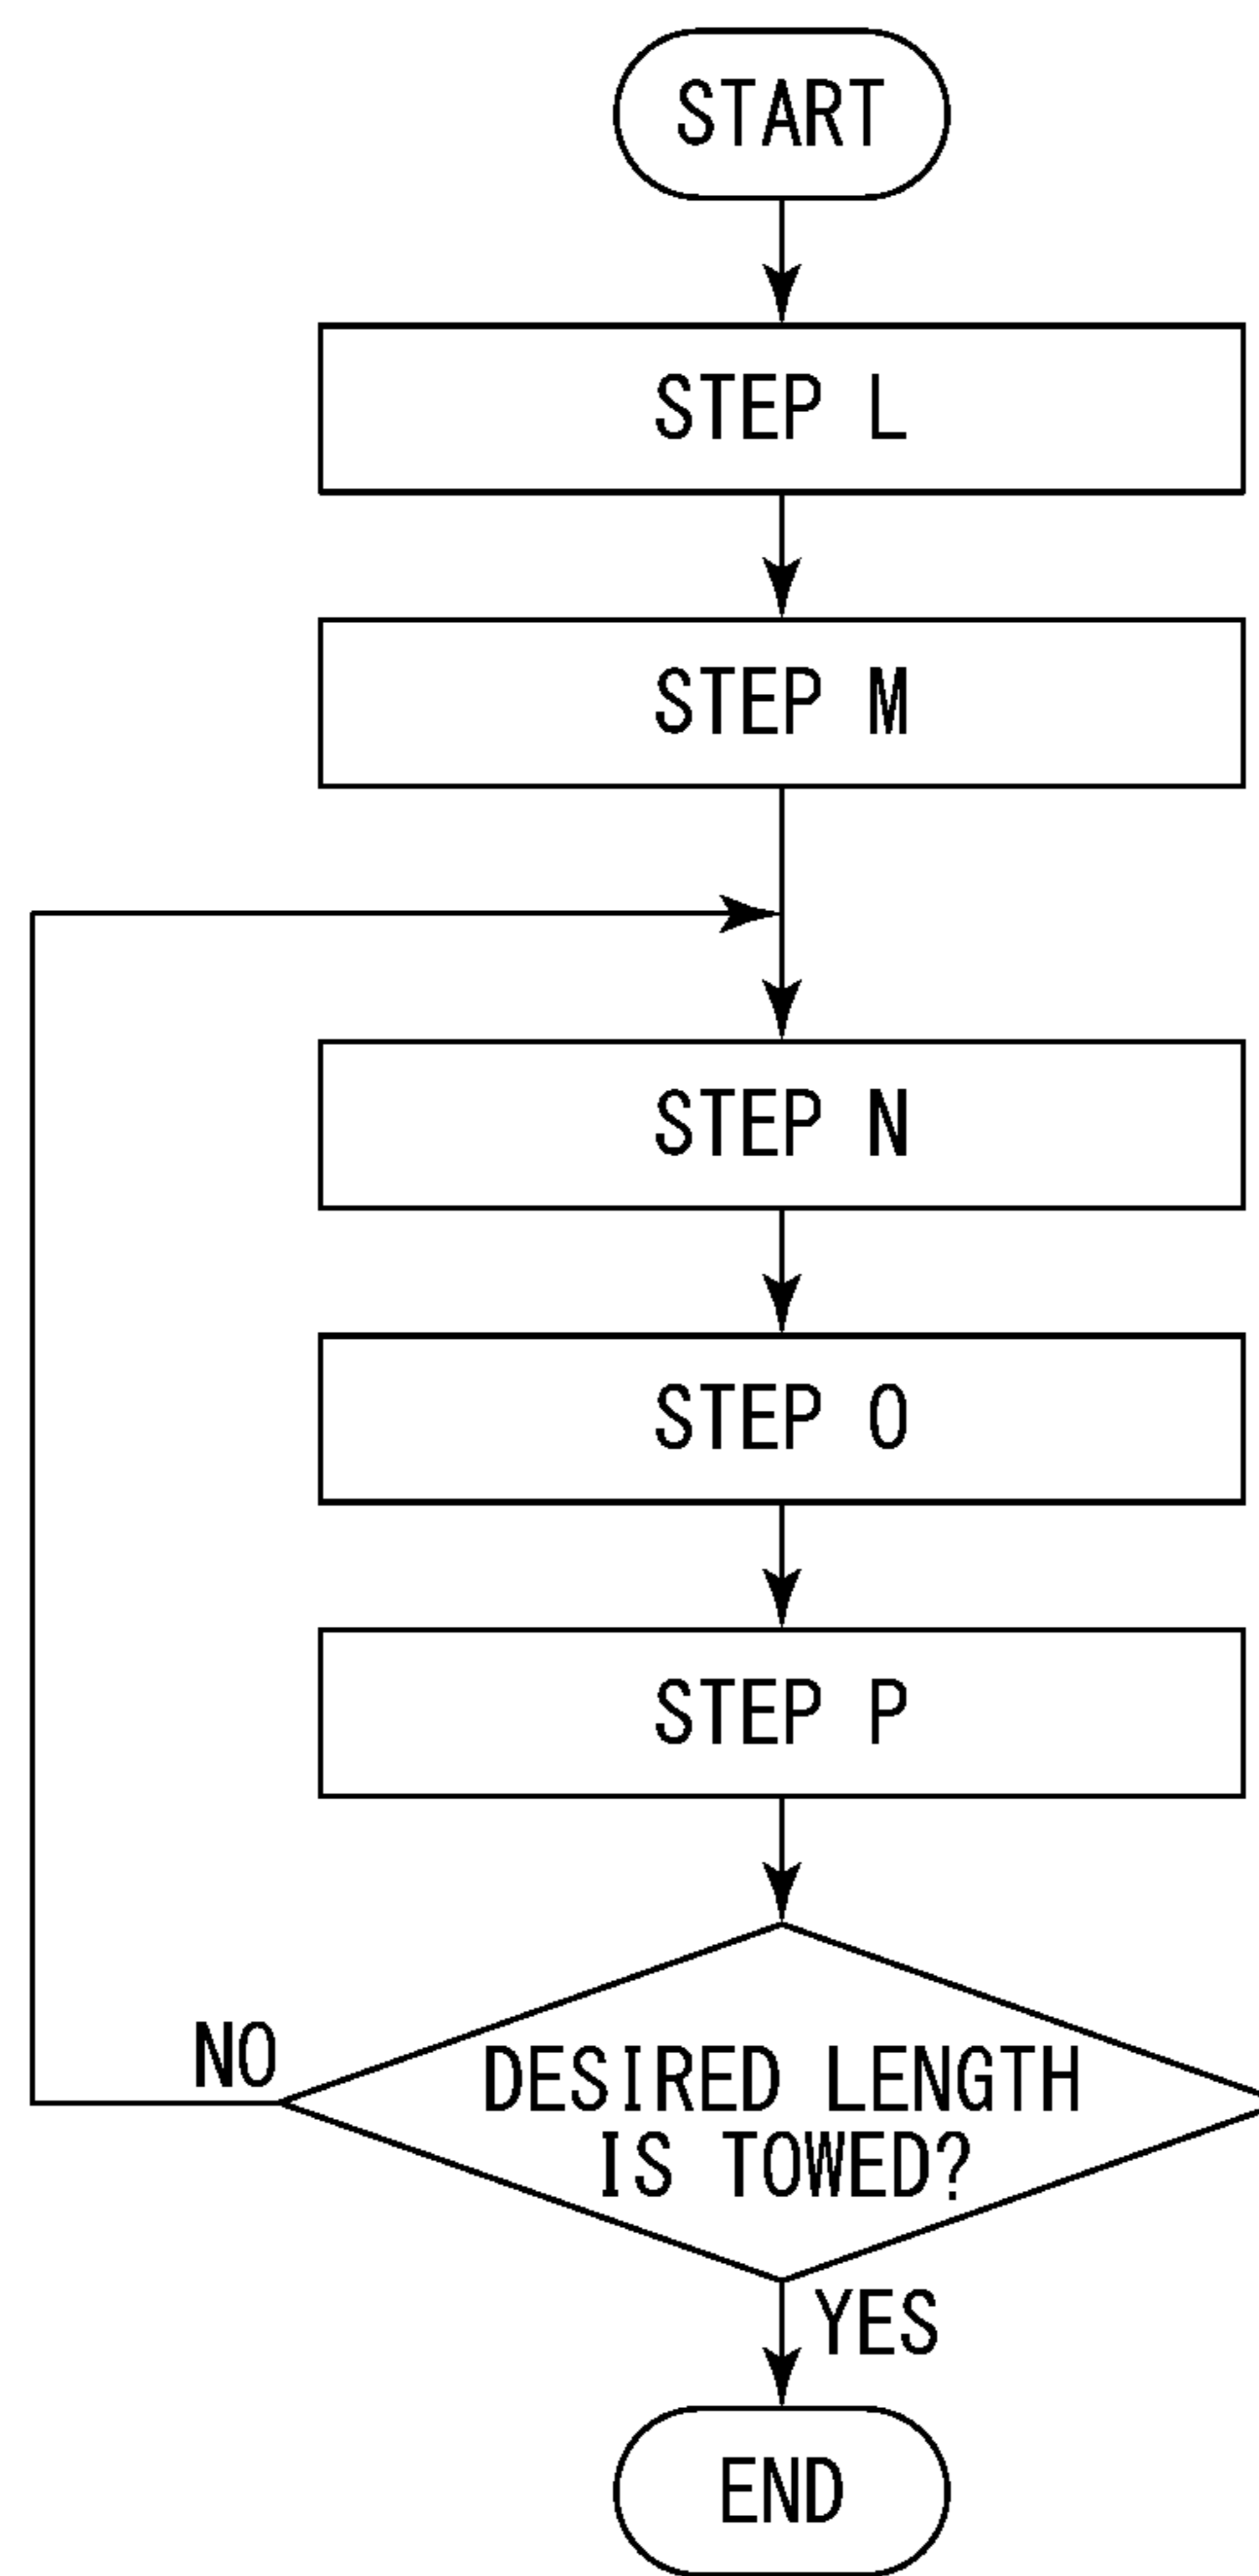 START
STEP L
STEP M
STEP N
STEP O
STEP P
NO
DESIRED LENGTH
IS TOWED?
YES
END